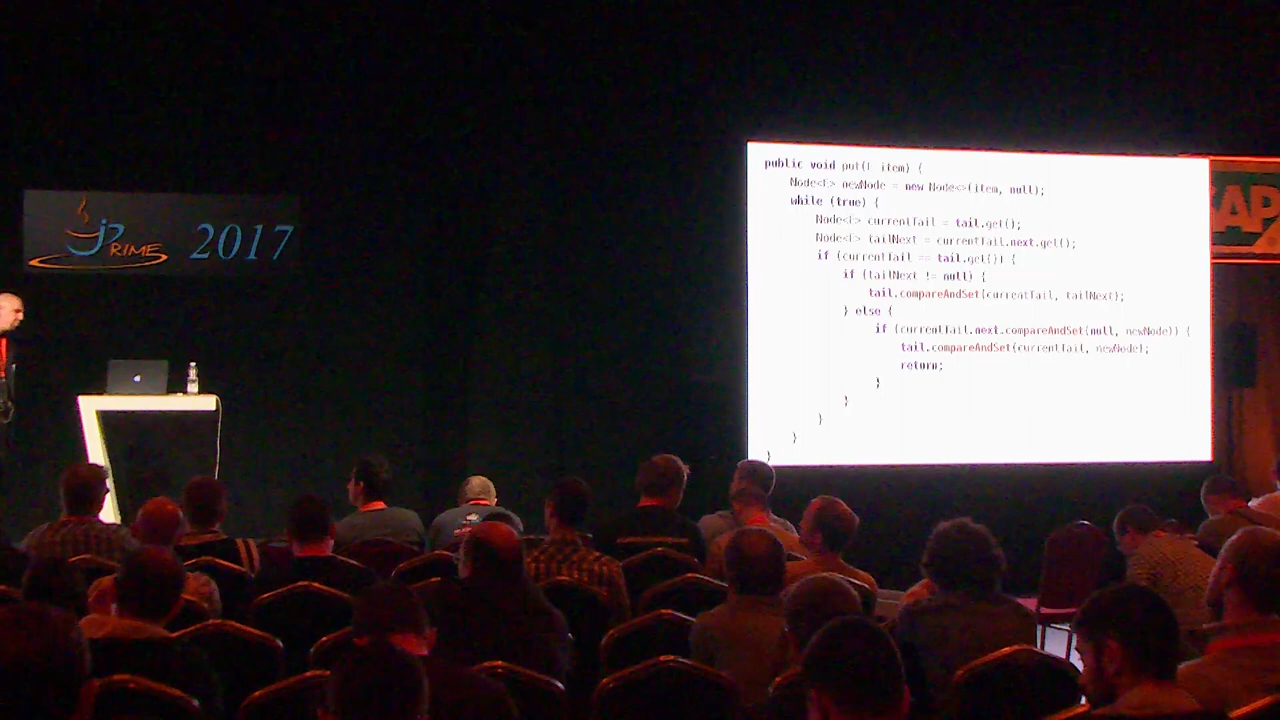 JPRIME 2017
SAP
public void put(E item) {
Node<E> newNode = new Node<>(item, null);
while (true) {
Node<E> currentTail = tail.get();
Node<E> tailNext = currentTail.next.get();
if (currentTail == tail.get()) {
if (tailNext != null) {
tail.compareAndSet(currentTail, tailNext);
} else {
if (currentTail.next.compareAndSet(null, newNode)) {
tail.compareAndSet(currentTail, newNode);
return;
}
}
}
}
}